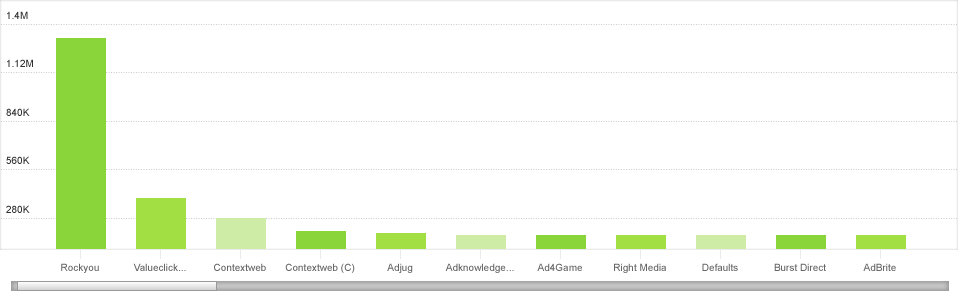 1.4M
1.12M
840K
560K
280K
Rockyou Valueclick... Contextweb Contextweb (C) Adjug Adknowledge... Ad4Game Right Media Defaults Burst Direct AdBrite